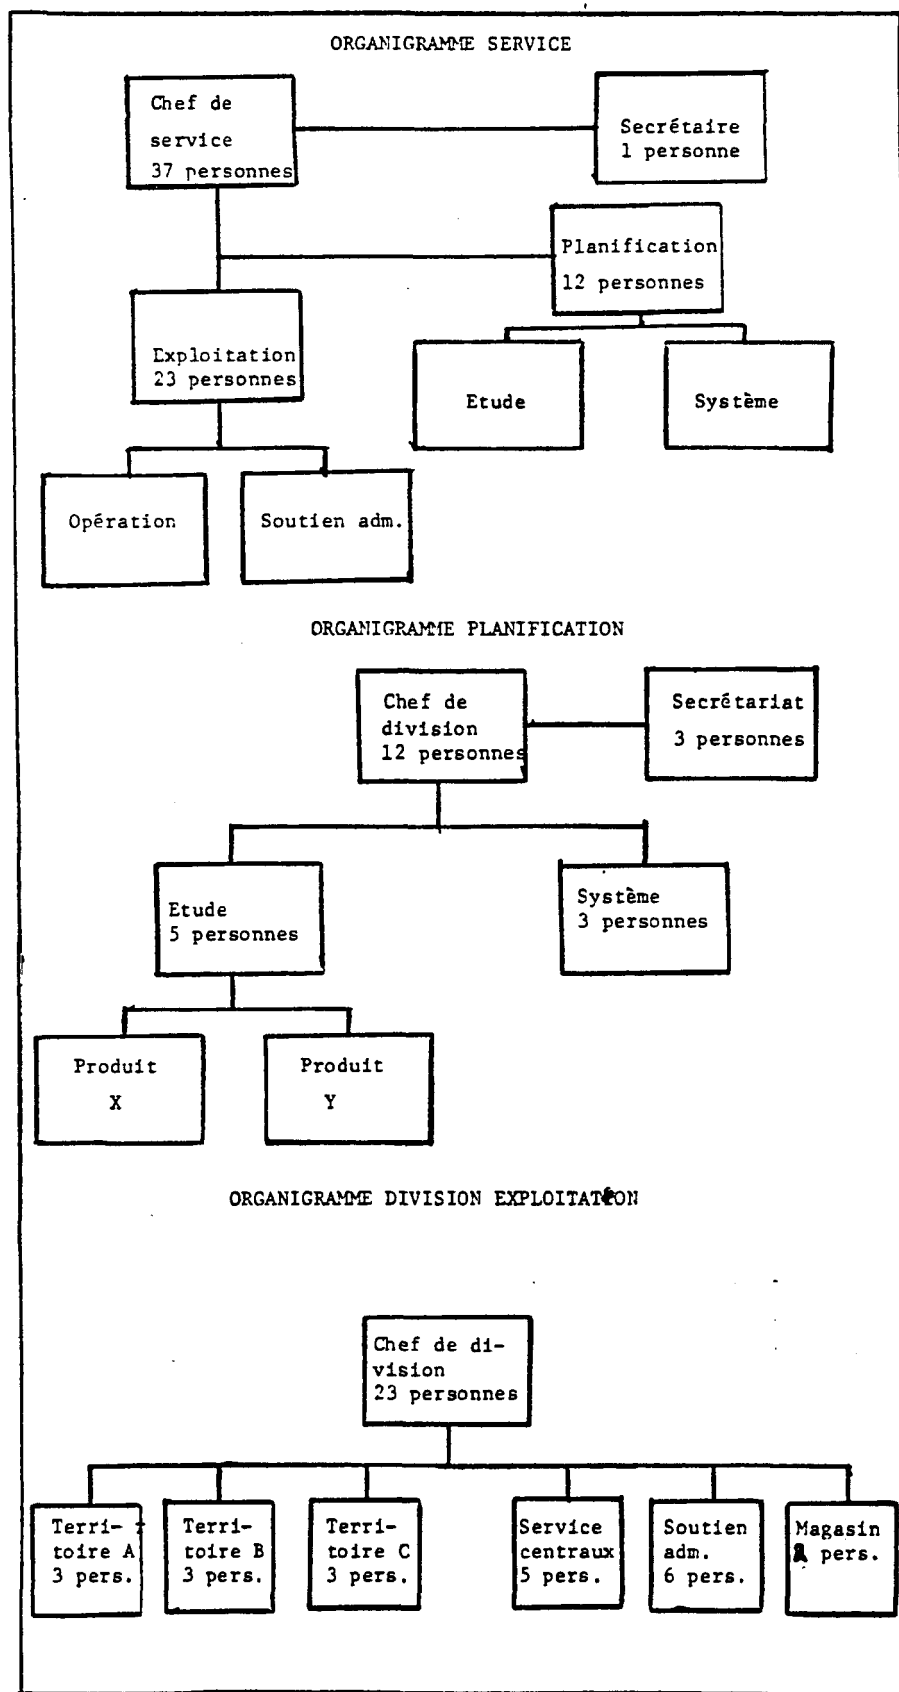 ORGANIGRAMME SERVICE
Chef de
service
37 personnes
Secrétaire
1 personne
Planification
12 personnes
Exploitation
23 personnes
Etude
Système
Opération
Soutien adm.
ORGANIGRAMME PLANIFICATION
Chef de
division
12 personnes
Secrétariat
3 personnes
Etude
5 personnes
Système
3 personnes
Produit
X
Produit
Y
ORGANIGRAMME DIVISION EXPLOITATION
Chef de di-
vision
23 personnes
Terri-
toire A
3 pers.
Terri-
toire B
3 pers.
Terri-
toire C
3 pers.
Service
centraux
5 pers.
Soutien
adm.
6 pers.
Magasin
pers.